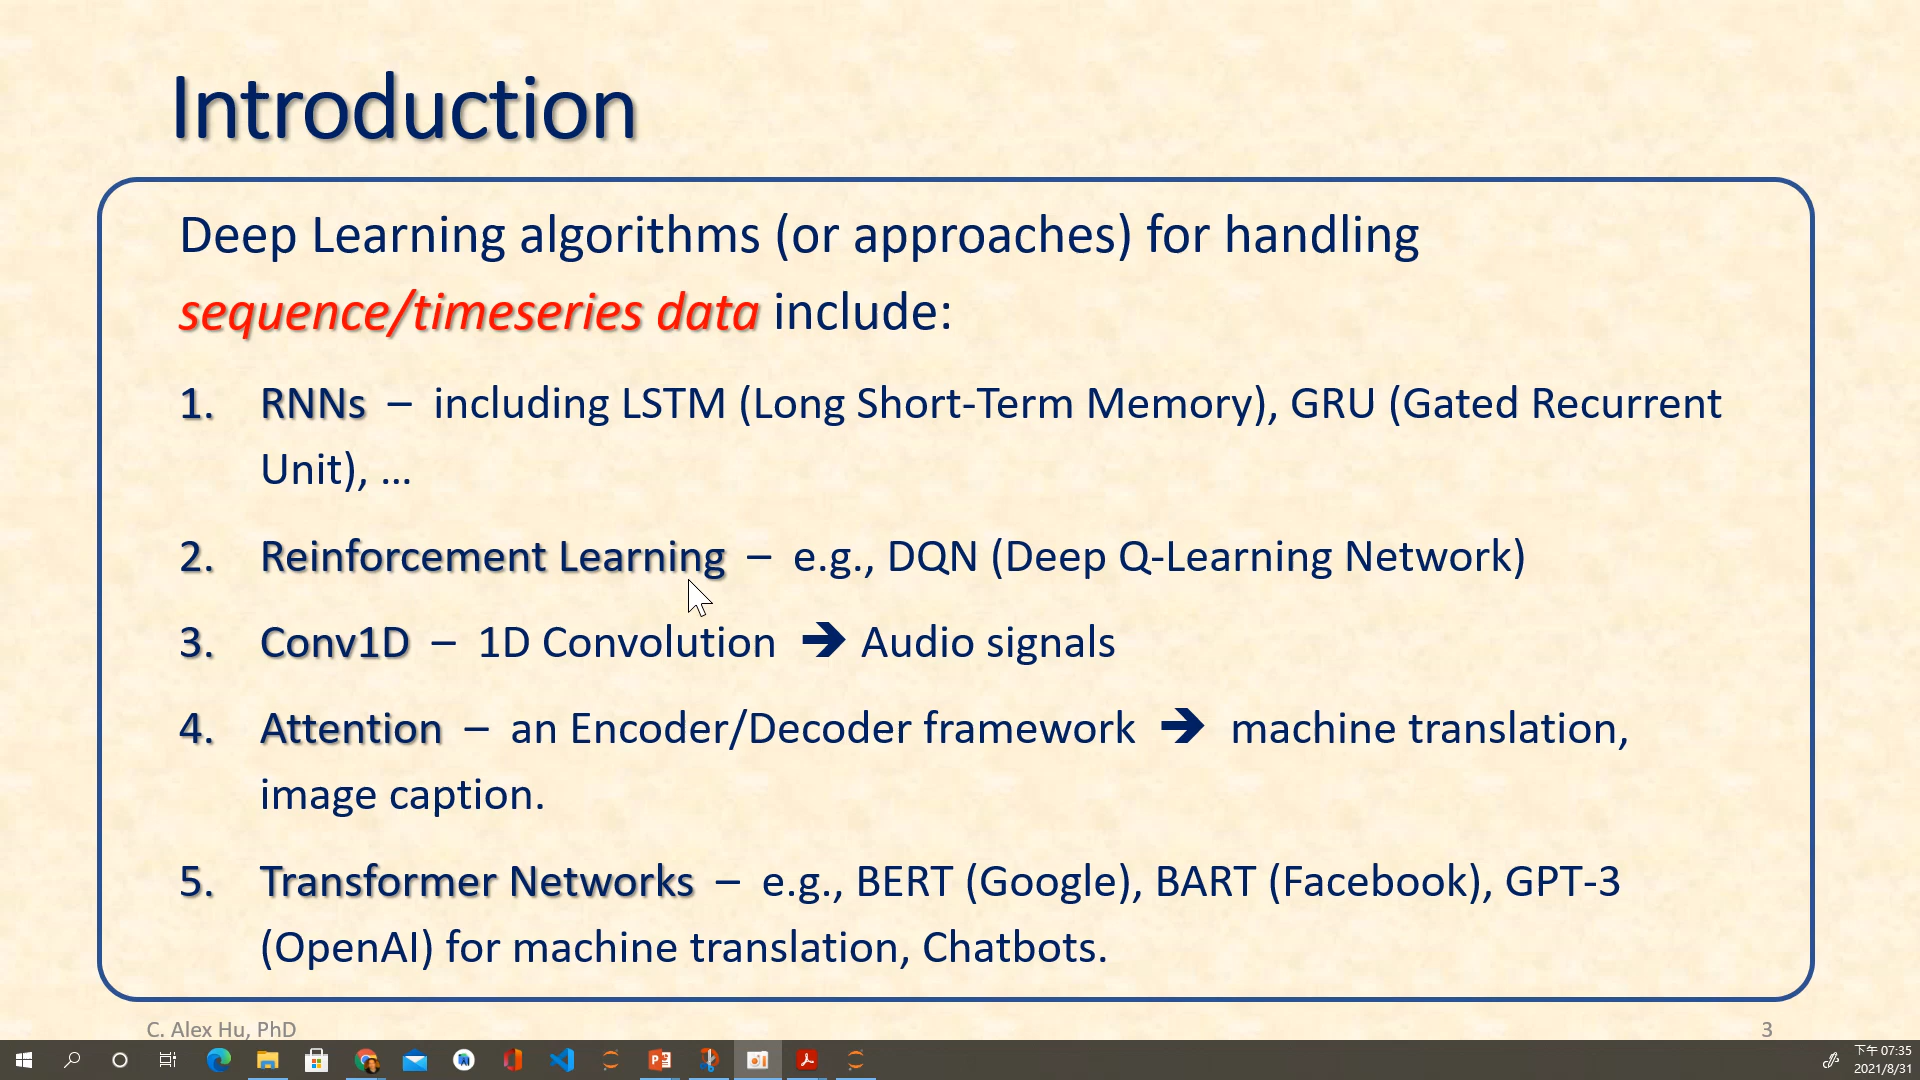 Introduction
Deep Learning algorithms (or approaches) for handling
sequence/timeseries data include:
1. RNNs – including LSTM (Long Short-Term Memory), GRU (Gated Recurrent
Unit), ...
2. Reinforcement Learning – e.g., DQN (Deep Q-Learning Network)
3. Conv1D – 1D Convolution ➔ Audio signals
4. Attention – an Encoder/Decoder framework ➔ machine translation,
image caption.
5. Transformer Networks – e.g., BERT (Google), BART (Facebook), GPT-3
(OpenAI) for machine translation, Chatbots.
C. Alex Hu, PhD
3
下午 07:35
2021/8/31